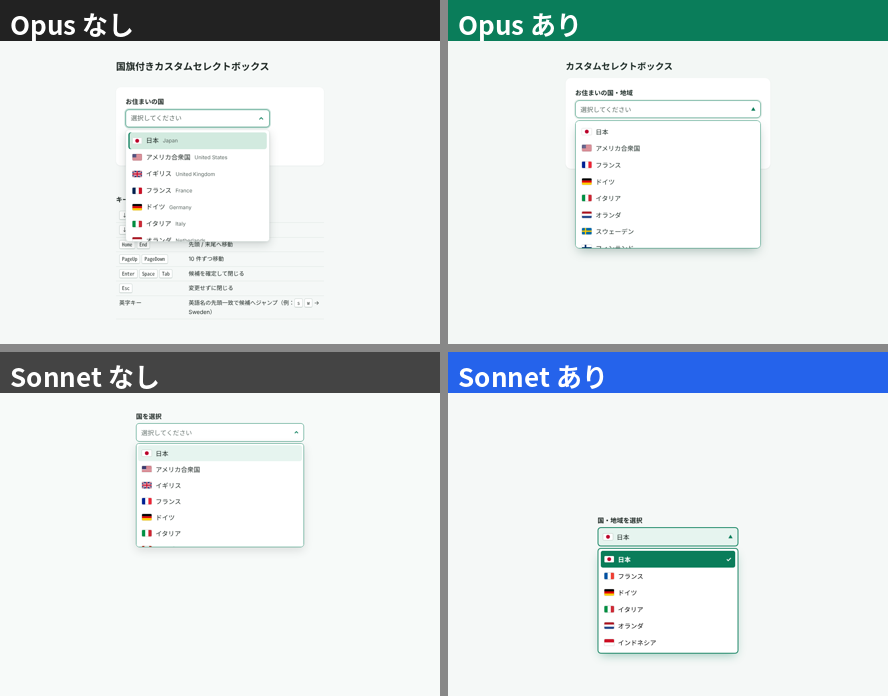 Opus なし
国旗付きカスタムセレクトボックス
お住まいの国
選択してください
日本 Japan
アメリカ合衆国 United States
イギリス United Kingdom
フランス France
ドイツ Germany
イタリア Italy
オランダ Netherlands
Home End 先頭 / 末尾へ移動
PageUp PageDown 10 件ずつ移動
Enter Space Tab 候補を確定して閉じる
Esc 変更せずに閉じる
英字キー 英語名の先頭一致で候補へジャンプ（例： s w →
Sweden）
Opus あり
カスタムセレクトボックス
お住まいの国・地域
選択してください
日本
アメリカ合衆国
フランス
ドイツ
イタリア
オランダ
スウェーデン
フィンランド
Sonnet なし
国を選択
選択してください
日本
アメリカ合衆国
イギリス
フランス
ドイツ
イタリア
Sonnet あり
国・地域を選択
日本
日本
フランス
ドイツ
イタリア
オランダ
インドネシア